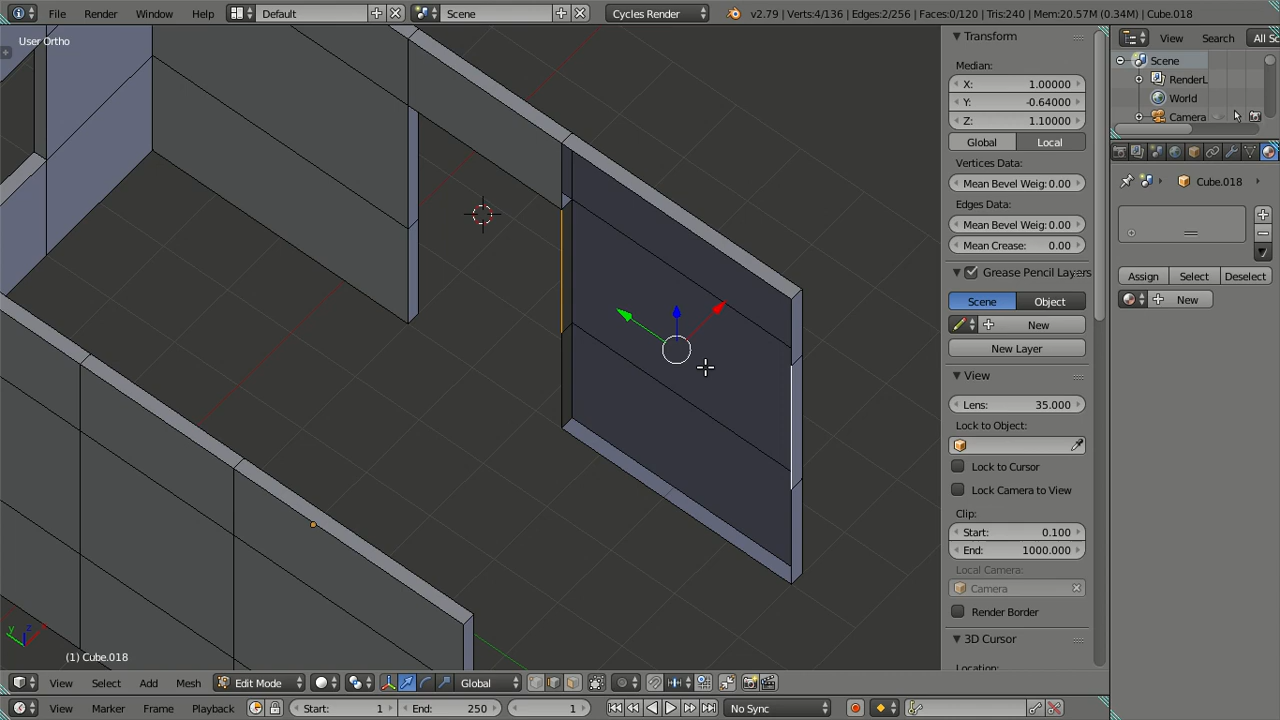 File Render Window Help Default Scene Cycles Render v2.79 | Verts:4/136 | Edges:2/256 | Faces:0/120 | Tris:240 | Mem:20.57M (0.34M) | Cube.018
User Ortho
Transform
Median:
X: 1.00000
Y: -0.64000
Z: 1.10000
Global Local
Vertices Data:
Mean Bevel Weig: 0.00
Edges Data:
Mean Bevel Weig: 0.00
Mean Crease: 0.00
Grease Pencil Layers
Scene Object
New
New Layer
View
Lens: 35.000
Lock to Object:
Lock to Cursor
Lock Camera to View
Clip:
Start: 0.100
End: 1000.000
Local Camera:
Camera
Render Border
3D Cursor
Location:
View Search All Sc
Scene
RenderL
World
Camera
Cube.018
Assign Select Deselect
New
y z
(1) Cube.018
View Select Add Mesh Edit Mode Global
View Marker Frame Playback Start: 1 End: 250 1 No Sync